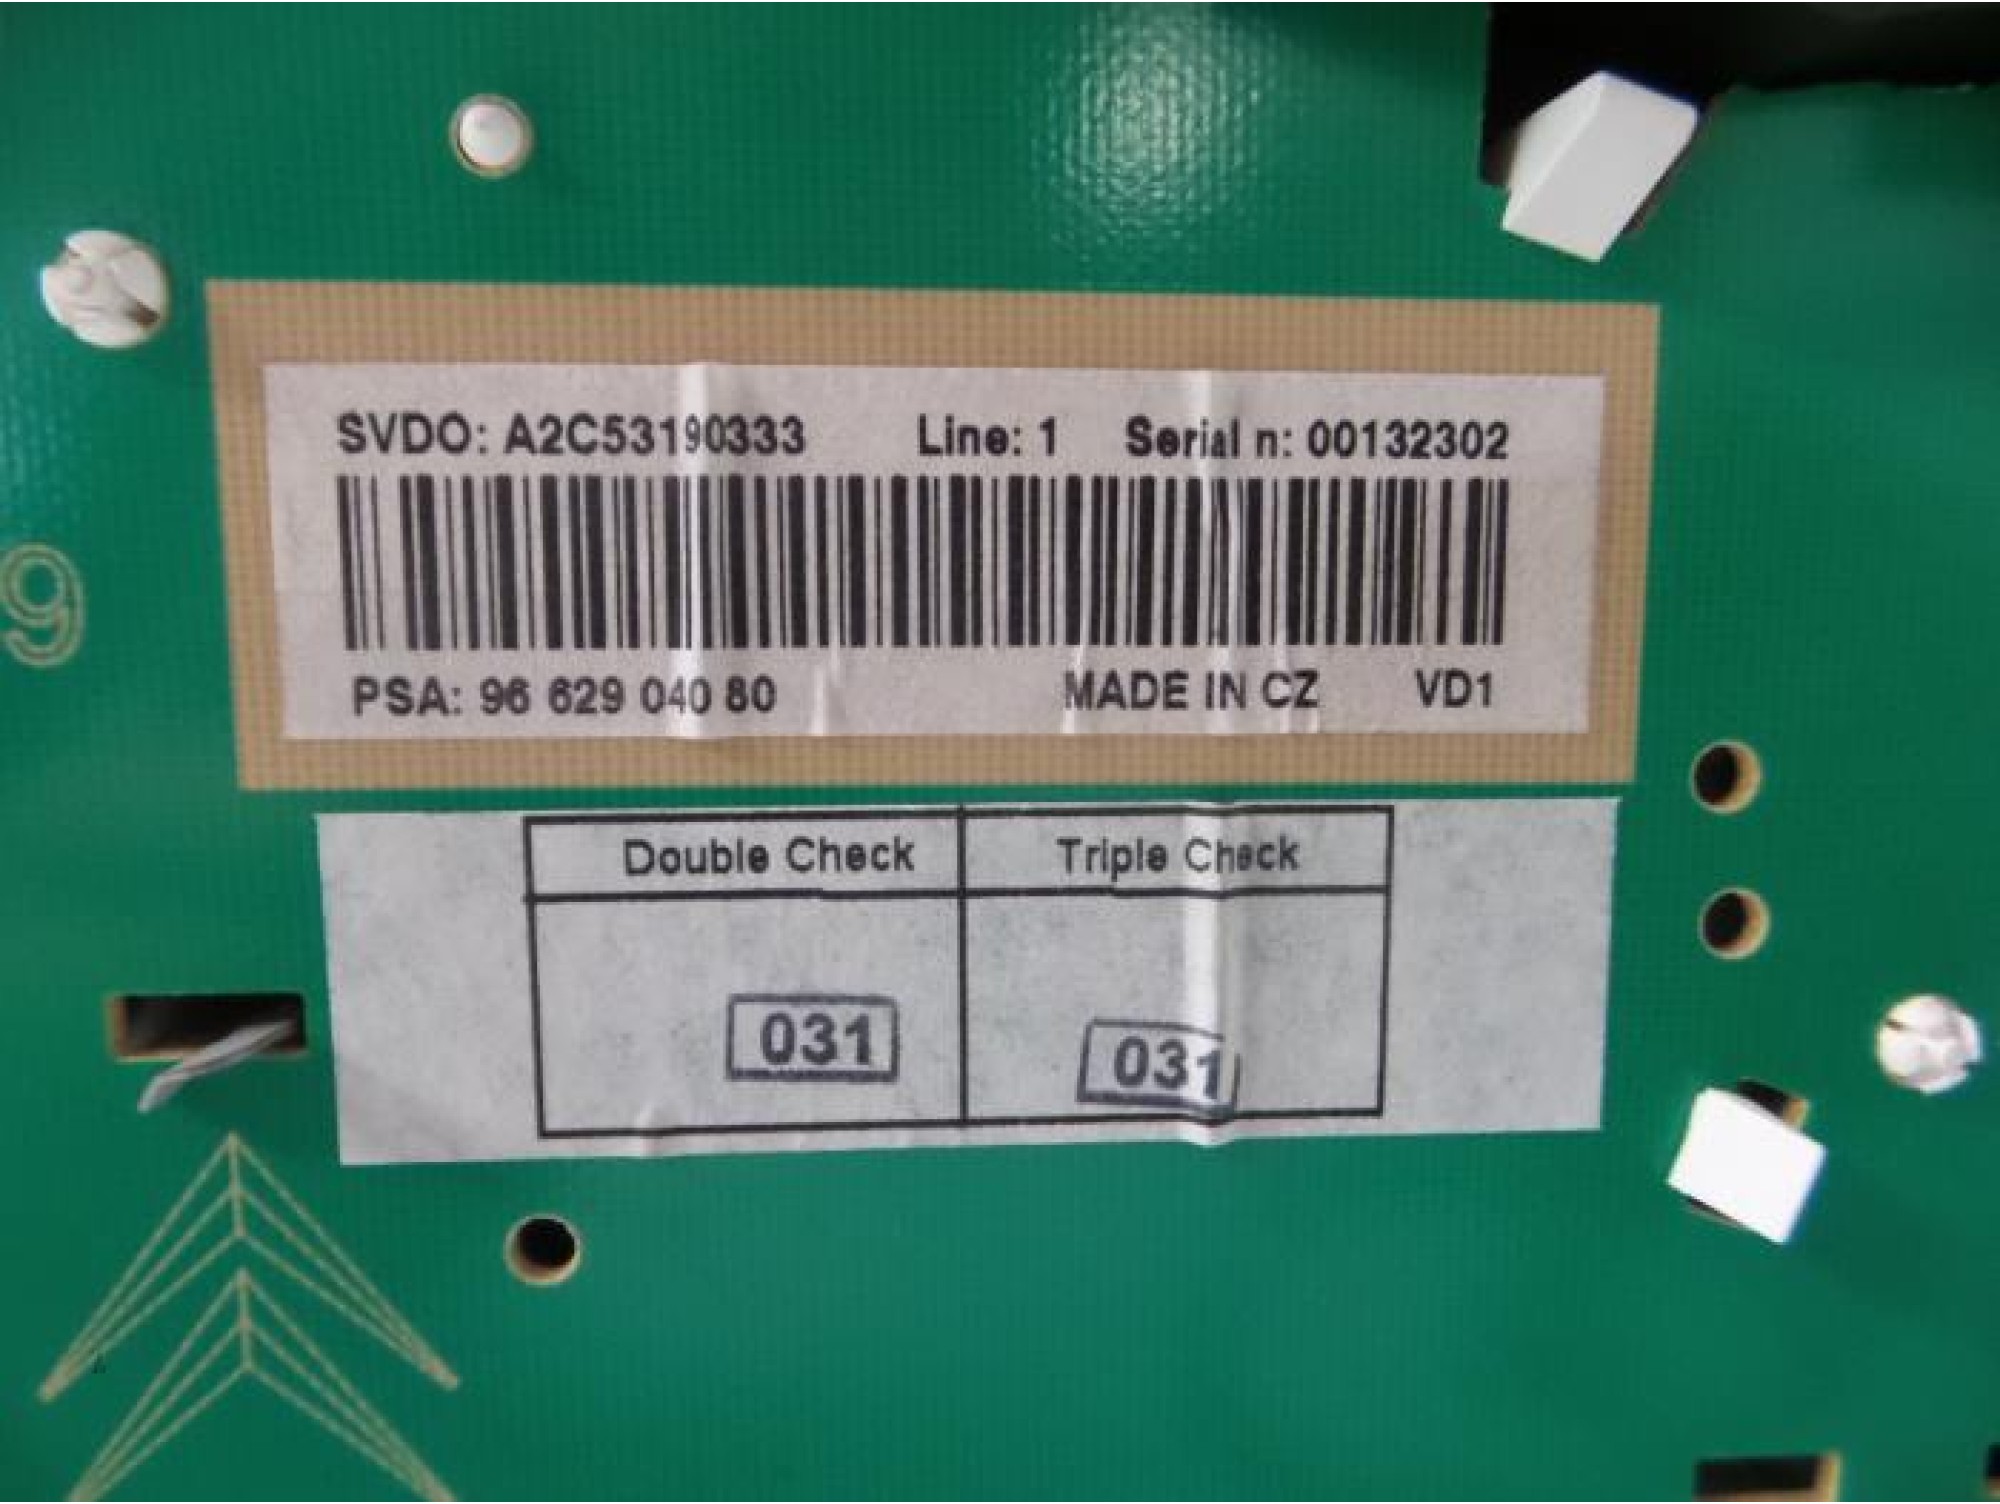 SVDO: A2C53190333 Line: 1 Serial n: 00132302
9
PSA: 96 629 040 80 MADE IN CZ VD1
Double Check Triple Check
031 031